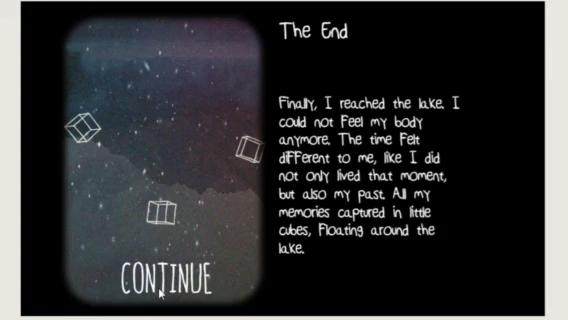 The End
Finally, I reached the lake. I
could not feel my body
anymore. The time felt
different to me, like I did
not only lived that moment,
but also my past. All my
memories captured in little
cubes, floating around the
lake.
CONTINUE